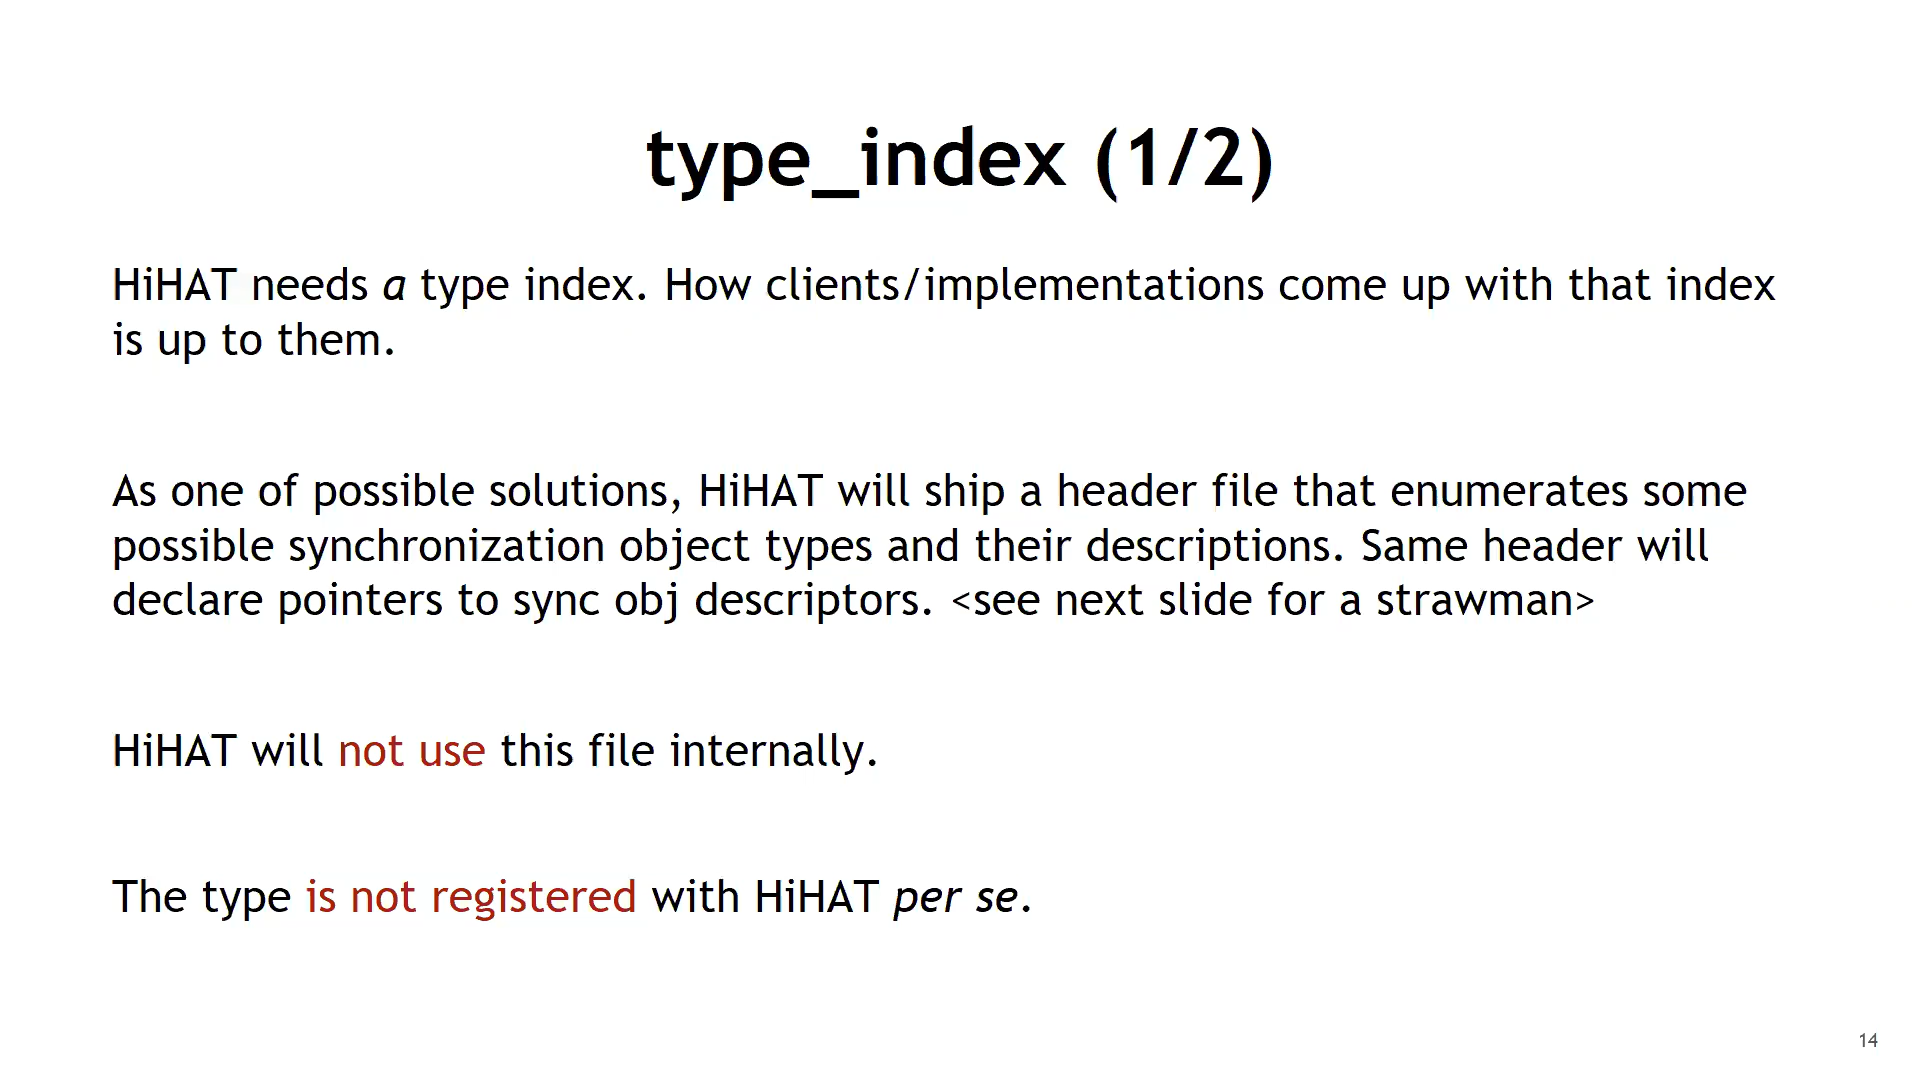 type_index (1/2)
HiHAT needs a type index. How clients/implementations come up with that index
is up to them.
As one of possible solutions, HiHAT will ship a header file that enumerates some
possible synchronization object types and their descriptions. Same header will
declare pointers to sync obj descriptors. <see next slide for a strawman>
HiHAT will not use this file internally.
The type is not registered with HiHAT per se.
14